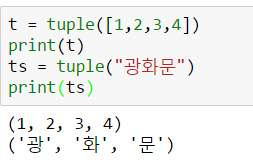 t = tuple([1,2,3,4])
print(t)
ts = tuple("광화문")
print(ts)
(1, 2, 3, 4)
('광', '화', '문')